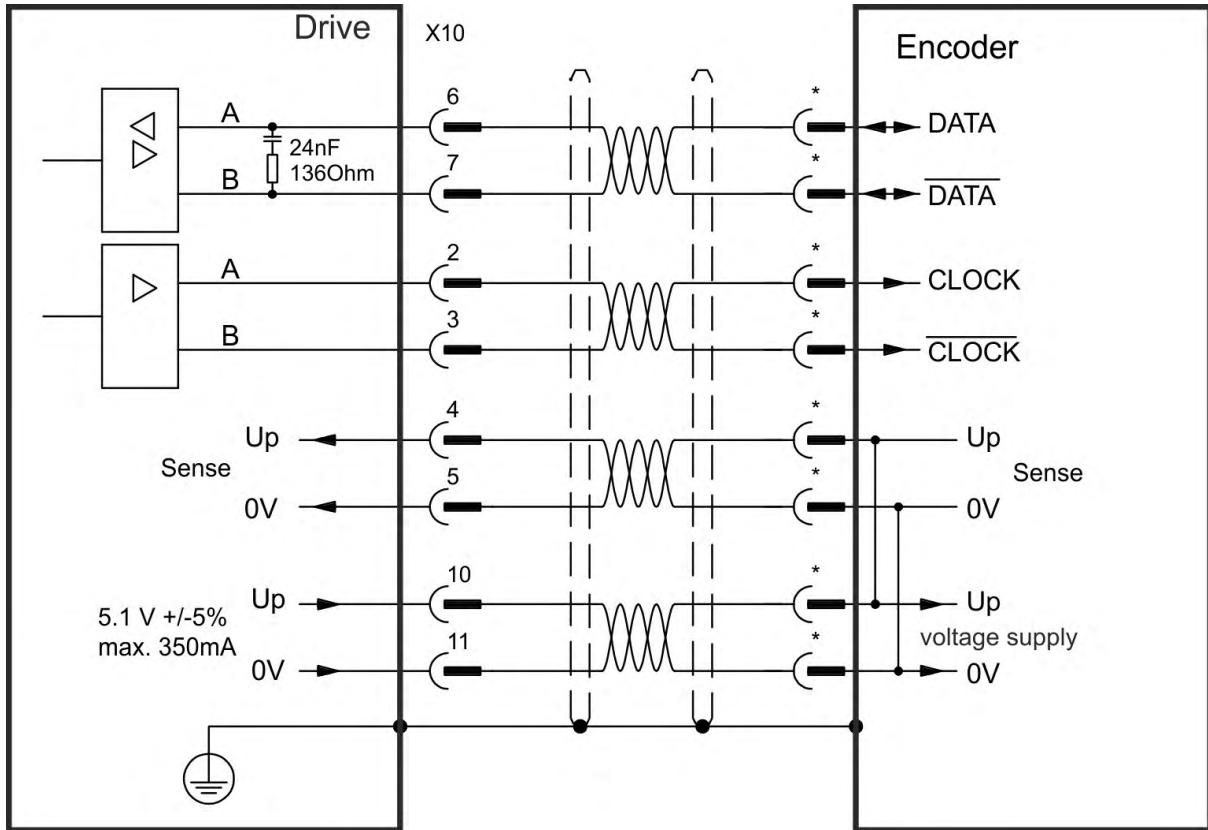 Drive
X10
Encoder
A
6
*
DATA
24nF
136Ohm
B
7
*
DATA
A
2
*
CLOCK
B
3
*
CLOCK
Up
4
*
Up
Sense
Sense
0V
5
*
0V
Up
10
*
Up
5.1 V +/-5%
max. 350mA
voltage supply
0V
11
*
0V